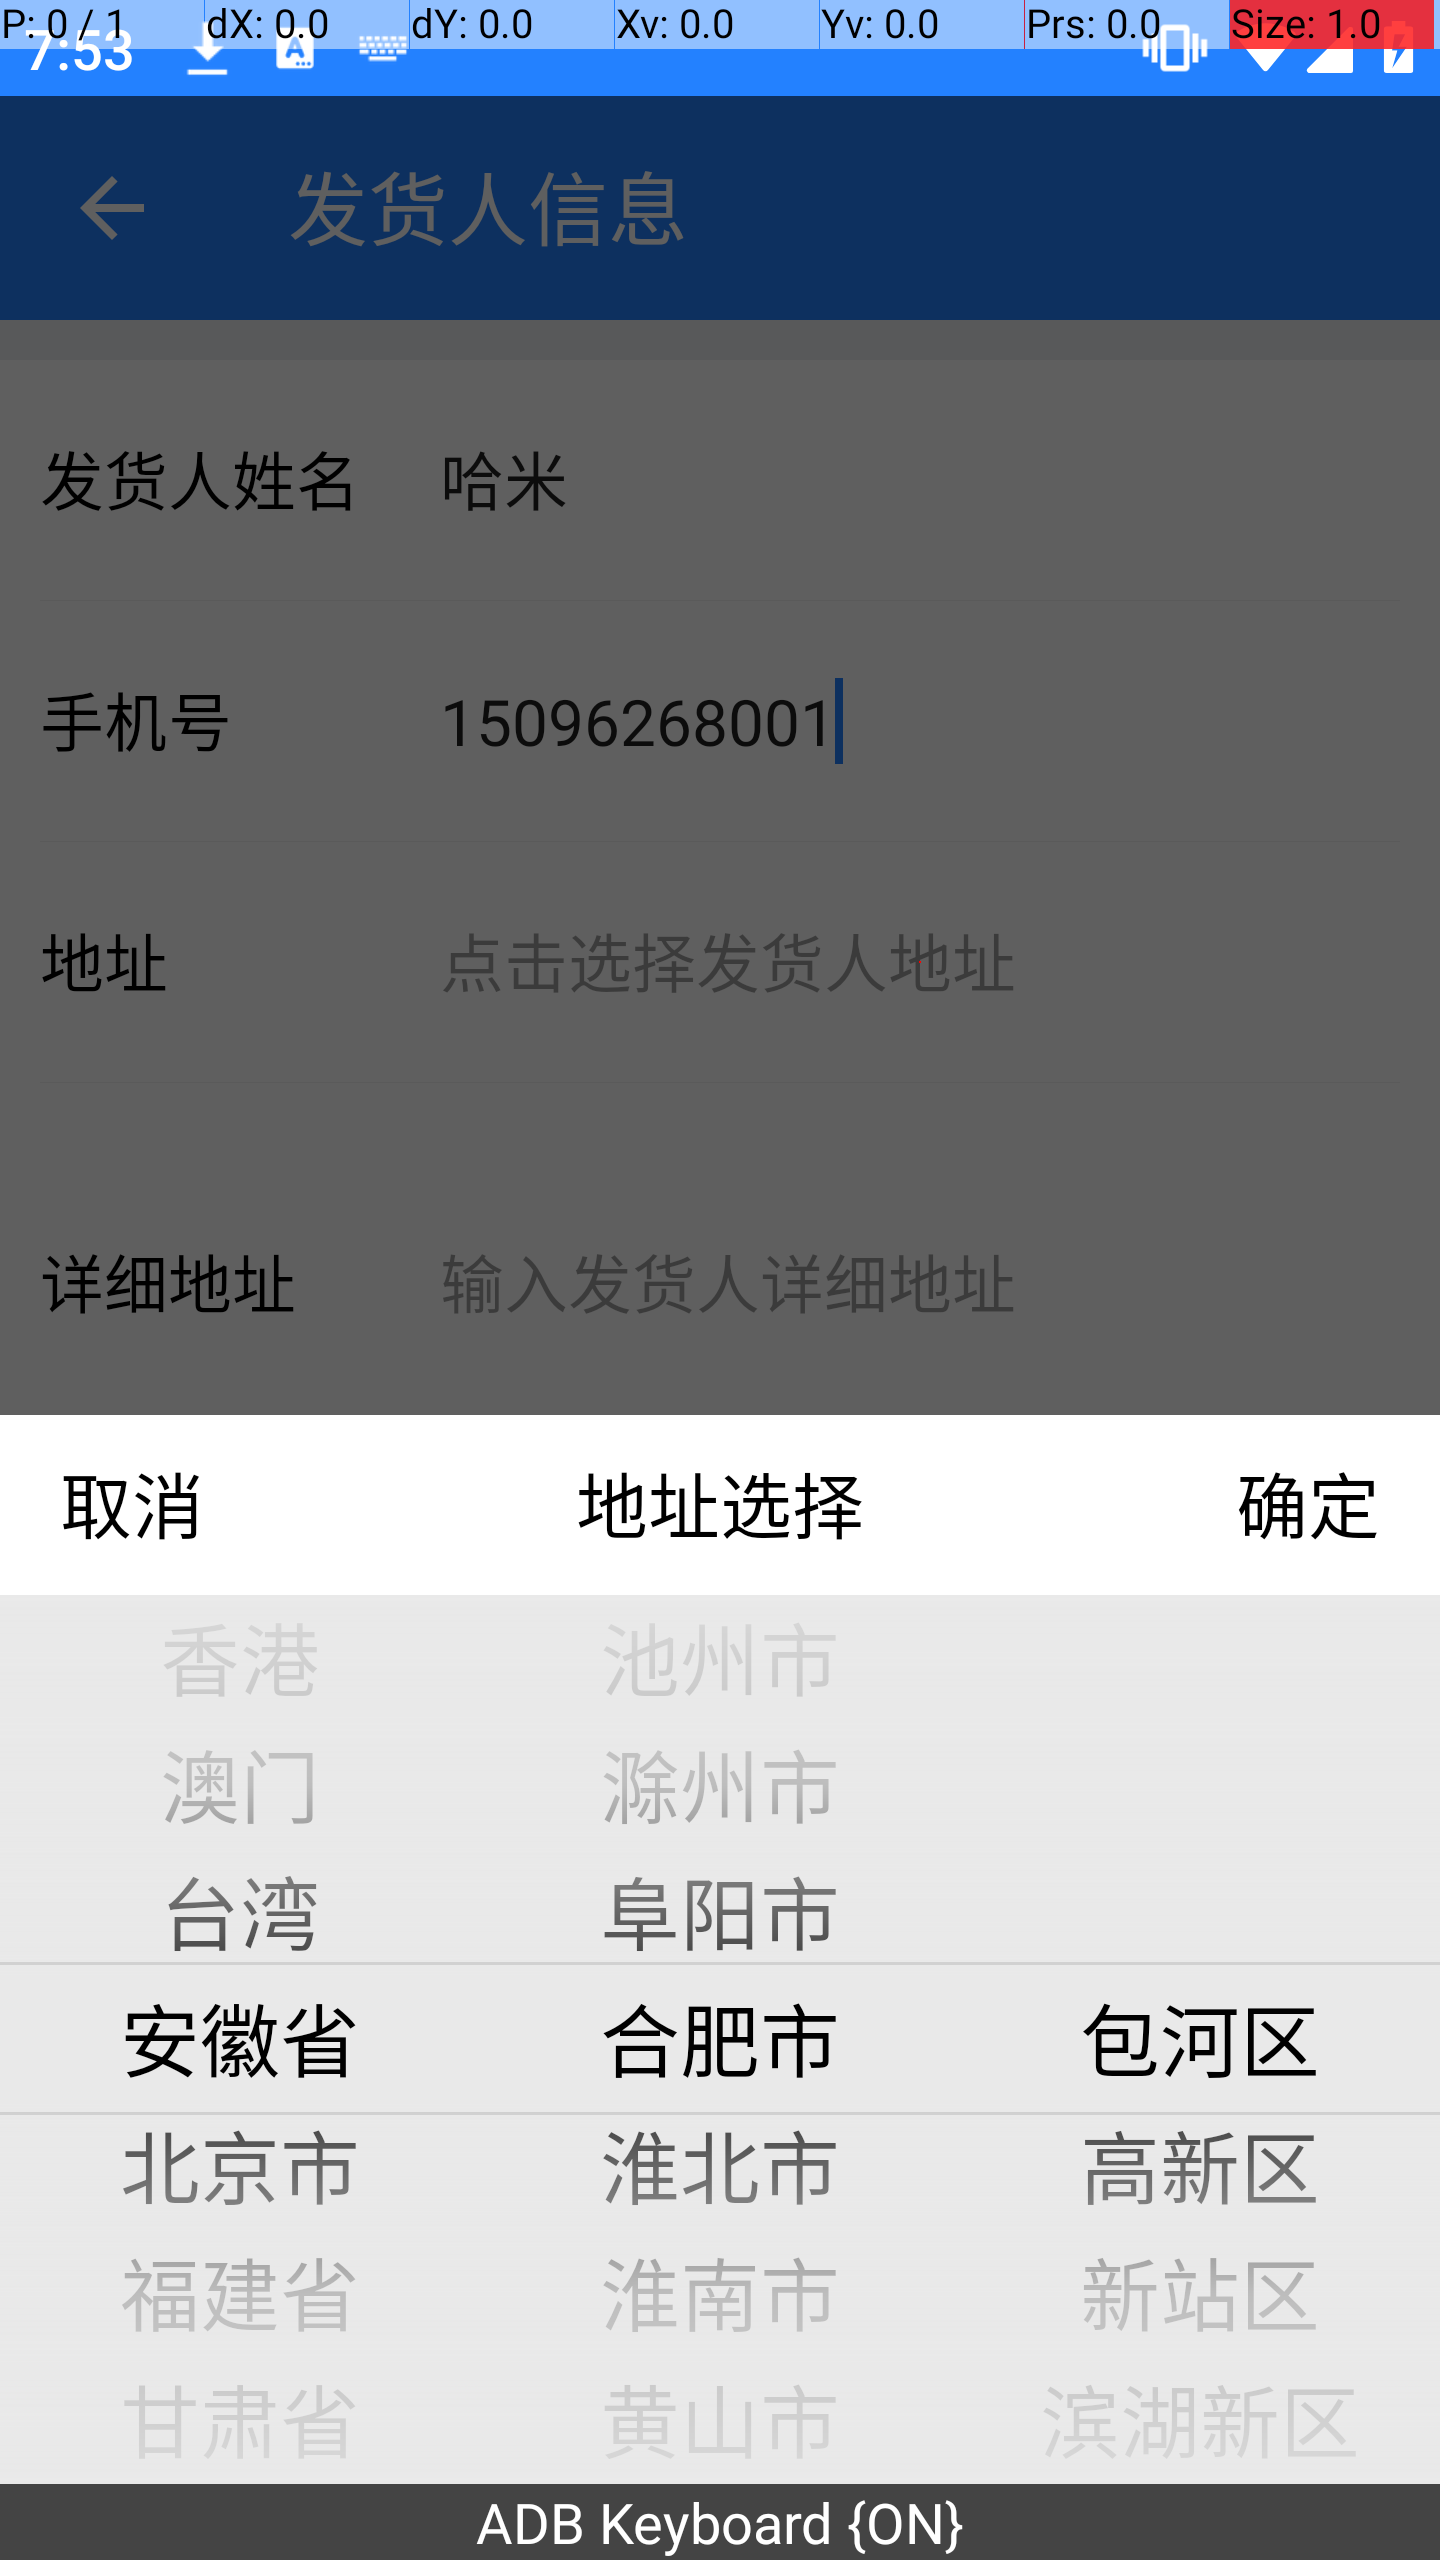 P: 0 / 1 dX: 0.0 dY: 0.0 Xv: 0.0 Yv: 0.0 Prs: 0.0 Size: 1.0
7:53
发货人信息
发货人姓名 哈米
手机号 15096268001
地址 点击选择发货人地址
详细地址 输入发货人详细地址
取消 地址选择 确定
香港 池州市
澳门 滁州市
台湾 阜阳市
安徽省 合肥市 包河区
北京市 淮北市 高新区
福建省 淮南市 新站区
甘肃省 黄山市 滨湖新区
ADB Keyboard {ON}